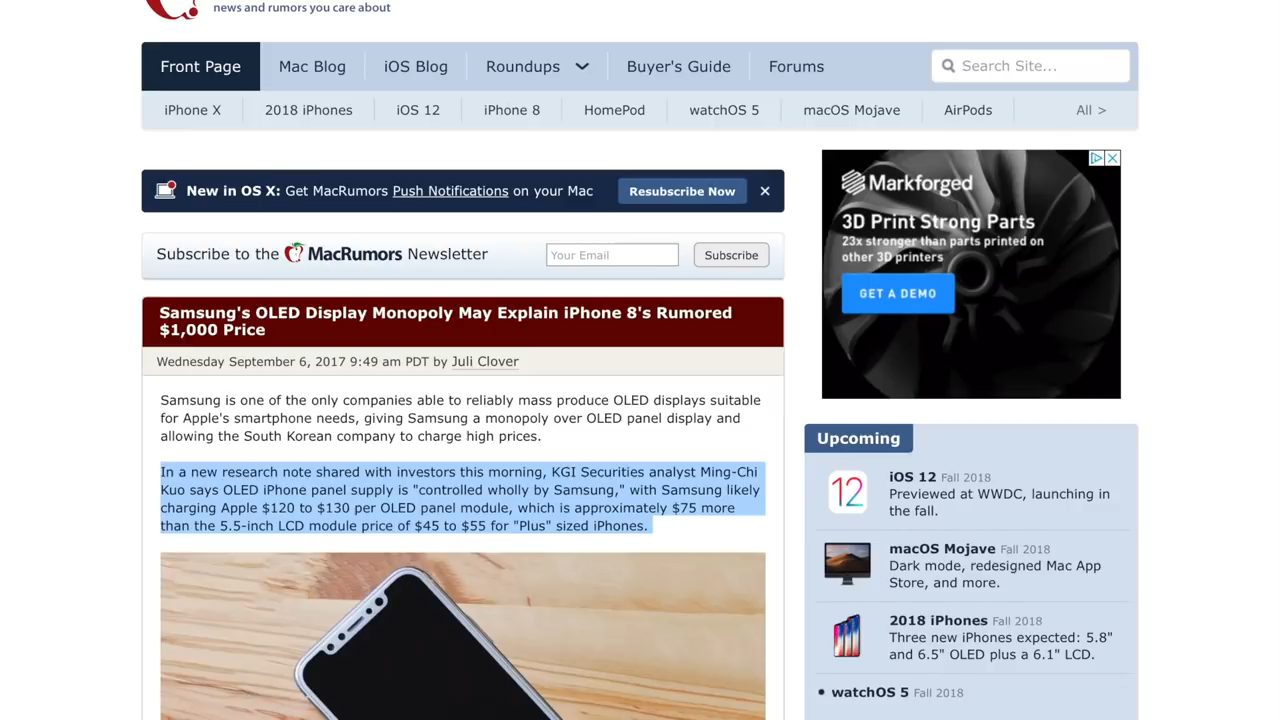 news and rumors you care about
Front Page Mac Blog iOS Blog Roundups Buyer's Guide Forums Search Site...
iPhone X 2018 iPhones iOS 12 iPhone 8 HomePod watchOS 5 macOS Mojave AirPods All >
New in OS X: Get MacRumors Push Notifications on your Mac Resubscribe Now ×
Subscribe to the MacRumors Newsletter Your Email Subscribe
Samsung's OLED Display Monopoly May Explain iPhone 8's Rumored
$1,000 Price
Wednesday September 6, 2017 9:49 am PDT by Juli Clover
Samsung is one of the only companies able to reliably mass produce OLED displays suitable
for Apple's smartphone needs, giving Samsung a monopoly over OLED panel display and
allowing the South Korean company to charge high prices.
In a new research note shared with investors this morning, KGI Securities analyst Ming-Chi
Kuo says OLED iPhone panel supply is "controlled wholly by Samsung," with Samsung likely
charging Apple $120 to $130 per OLED panel module, which is approximately $75 more
than the 5.5-inch LCD module price of $45 to $55 for "Plus" sized iPhones.
Markforged
3D Print Strong Parts
23x stronger than parts printed on
other 3D printers
GET A DEMO
Upcoming
12
iOS 12 Fall 2018
Previewed at WWDC, launching in
the fall.
macOS Mojave Fall 2018
Dark mode, redesigned Mac App
Store, and more.
2018 iPhones Fall 2018
Three new iPhones expected: 5.8"
and 6.5" OLED plus a 6.1" LCD.
• watchOS 5 Fall 2018